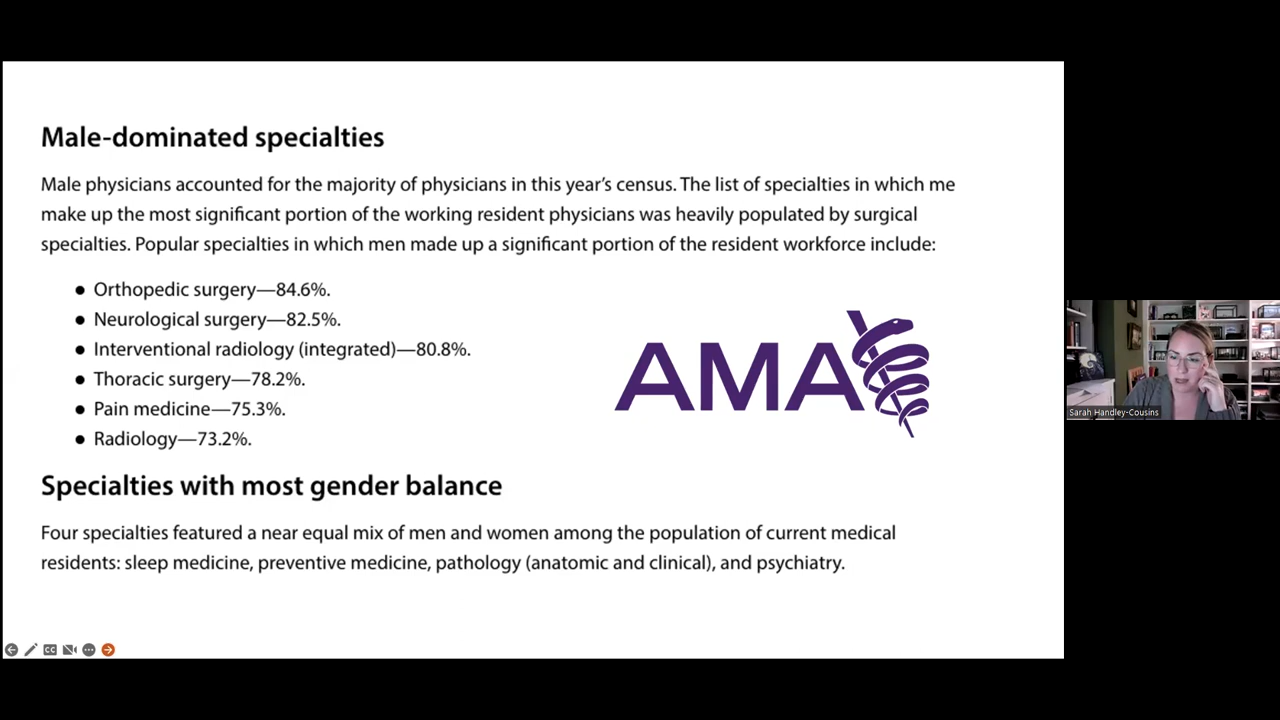 Male-dominated specialties
Male physicians accounted for the majority of physicians in this year's census. The list of specialties in which me
make up the most significant portion of the working resident physicians was heavily populated by surgical
specialties. Popular specialties in which men made up a significant portion of the resident workforce include:
● Orthopedic surgery—84.6%.
● Neurological surgery—82.5%.
● Interventional radiology (integrated)—80.8%.
● Thoracic surgery—78.2%.
● Pain medicine—75.3%.
● Radiology—73.2%.
AMA
Specialties with most gender balance
Four specialties featured a near equal mix of men and women among the population of current medical
residents: sleep medicine, preventive medicine, pathology (anatomic and clinical), and psychiatry.
CC
Sarah Handley-Cousins